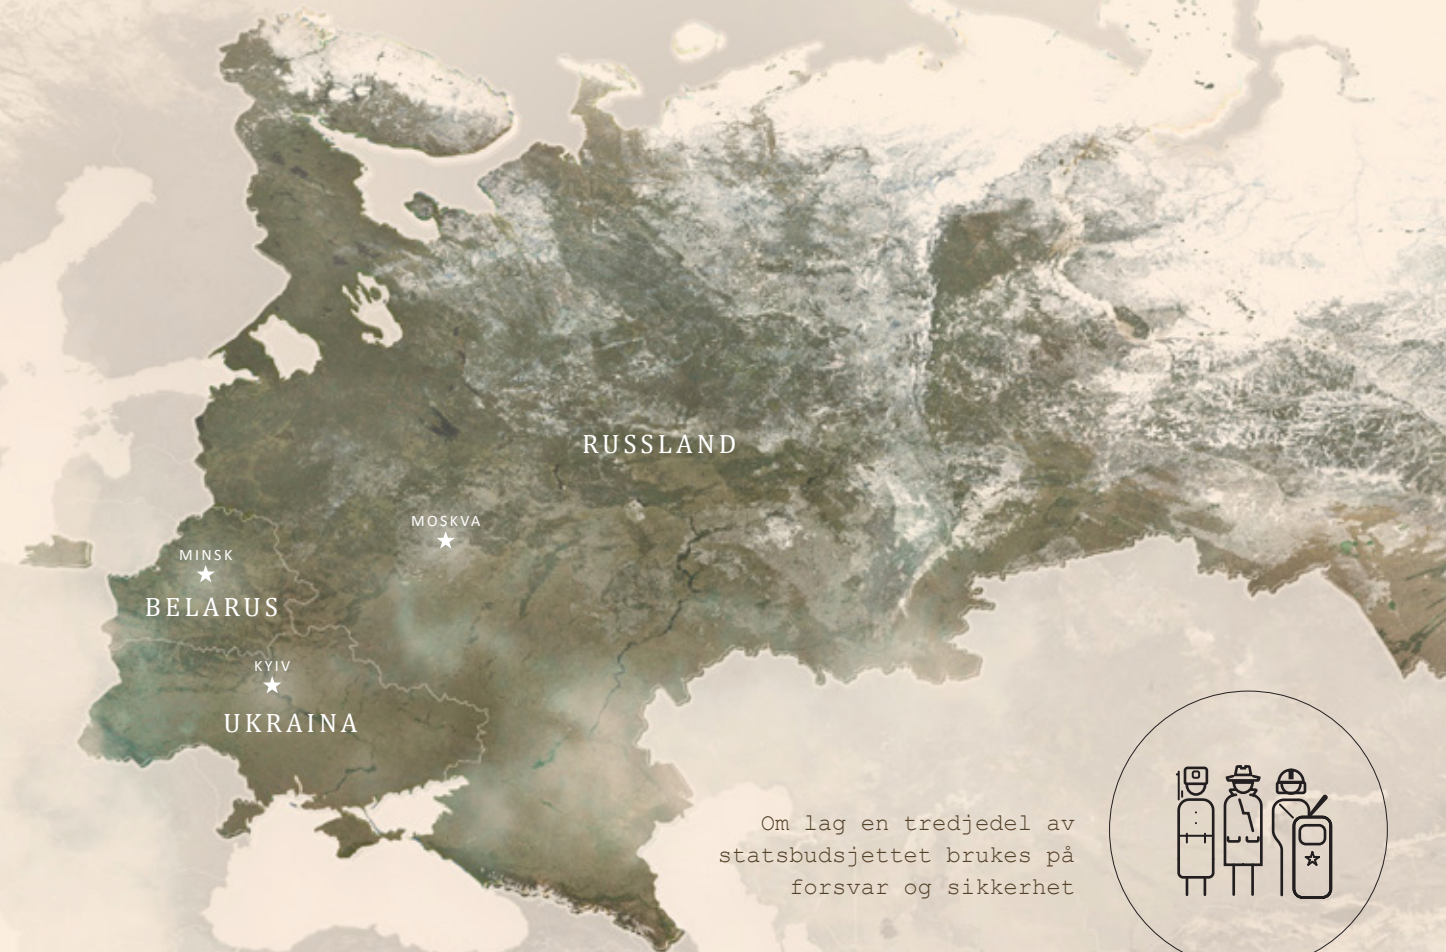 RUSSLAND
MOSKVA
MINSK
BELARUS
KYIV
UKRAINA
Om lag en tredjedel av
statsbudsjettet brukes på
forsvar og sikkerhet